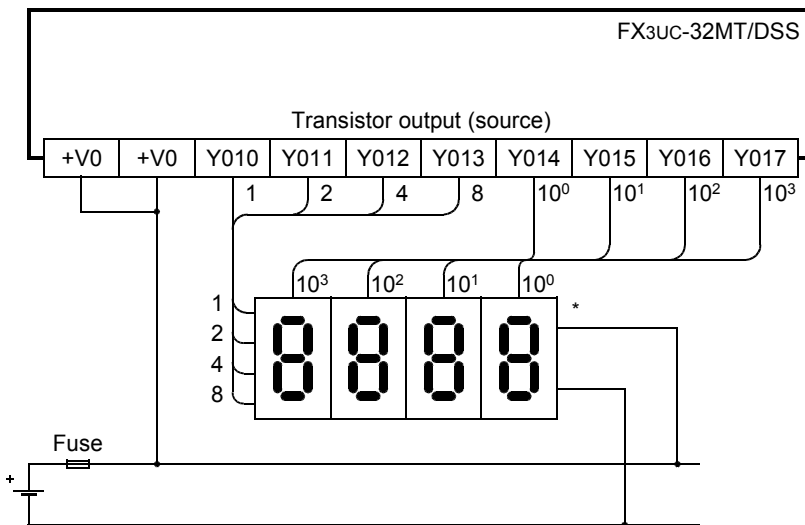 FX3UC-32MT/DSS
Transistor output (source)
+V0 +V0 Y010 Y011 Y012 Y013 Y014 Y015 Y016 Y017
1 2 4 8 10⁰ 10¹ 10² 10³
10³ 10² 10¹ 10⁰
1 *
2
4
8
Fuse
+